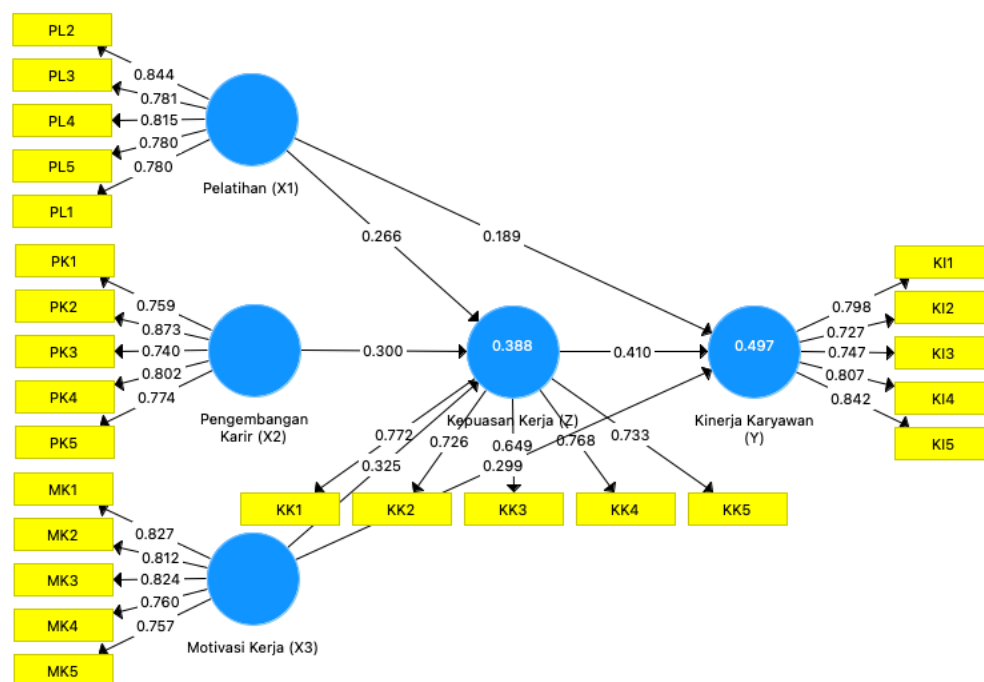 PL2
PL3
PL4
PL5
PL1
0.844
0.781
0.815
0.780
0.780
Pelatihan (X1)
0.266
0.189
PK1
PK2
PK3
PK4
PK5
0.759
0.873
0.740
0.802
0.774
Pengembangan
Karir (X2)
0.300
0.388
Kepuasan Kerja (Z)
0.410
0.497
Kinerja Karyawan
(Y)
0.798
0.727
0.747
0.807
0.842
KI1
KI2
KI3
KI4
KI5
0.772
0.726
0.649
0.768
0.733
0.325
0.299
KK1
KK2
KK3
KK4
KK5
MK1
MK2
MK3
MK4
MK5
0.827
0.812
0.824
0.760
0.757
Motivasi Kerja (X3)